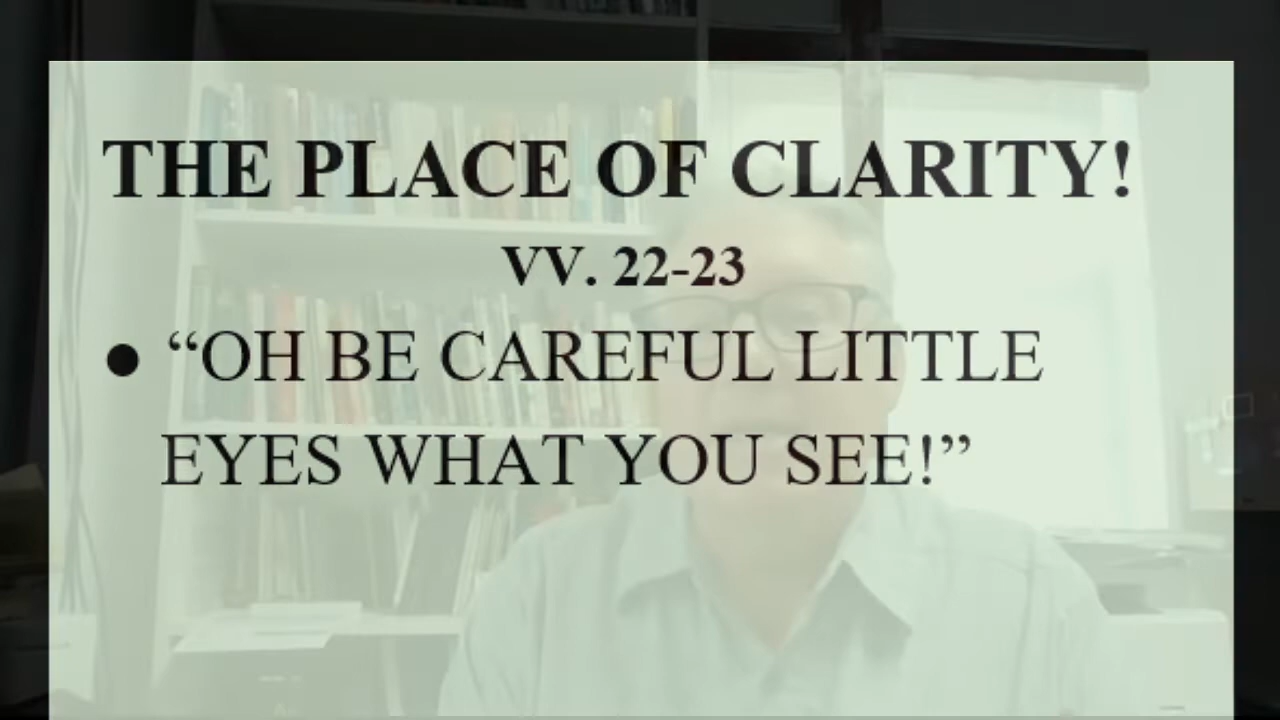 THE PLACE OF CLARITY!
VV. 22-23
● “OH BE CAREFUL LITTLE
EYES WHAT YOU SEE!”